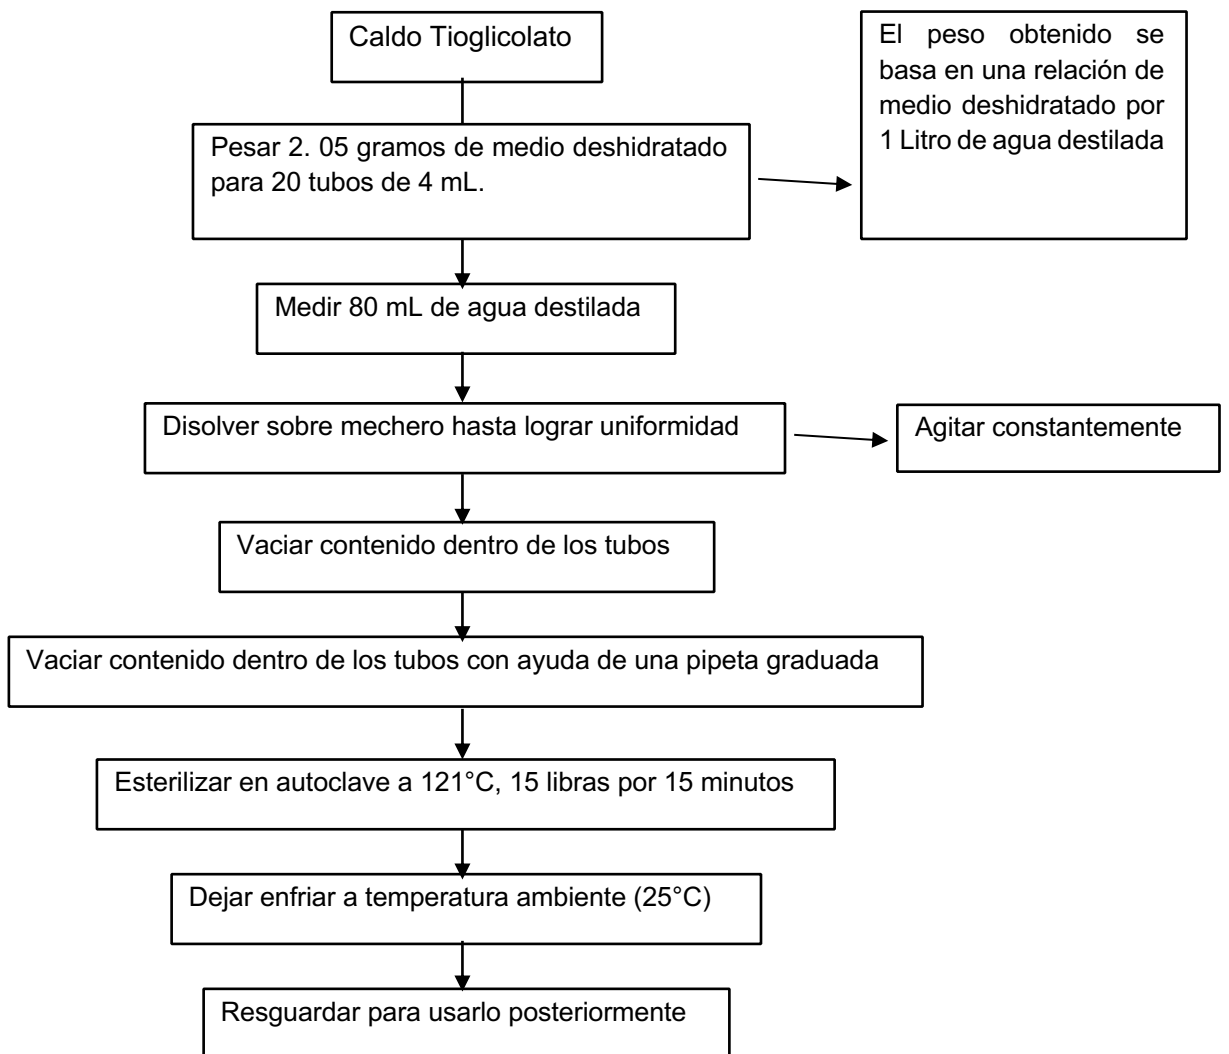 Caldo Tioglicolato
El peso obtenido se
basa en una relación de
medio deshidratado por
1 Litro de agua destilada
Pesar 2. 05 gramos de medio deshidratado
para 20 tubos de 4 mL.
Medir 80 mL de agua destilada
Disolver sobre mechero hasta lograr uniformidad
Agitar constantemente
Vaciar contenido dentro de los tubos
Vaciar contenido dentro de los tubos con ayuda de una pipeta graduada
Esterilizar en autoclave a 121°C, 15 libras por 15 minutos
Dejar enfriar a temperatura ambiente (25°C)
Resguardar para usarlo posteriormente